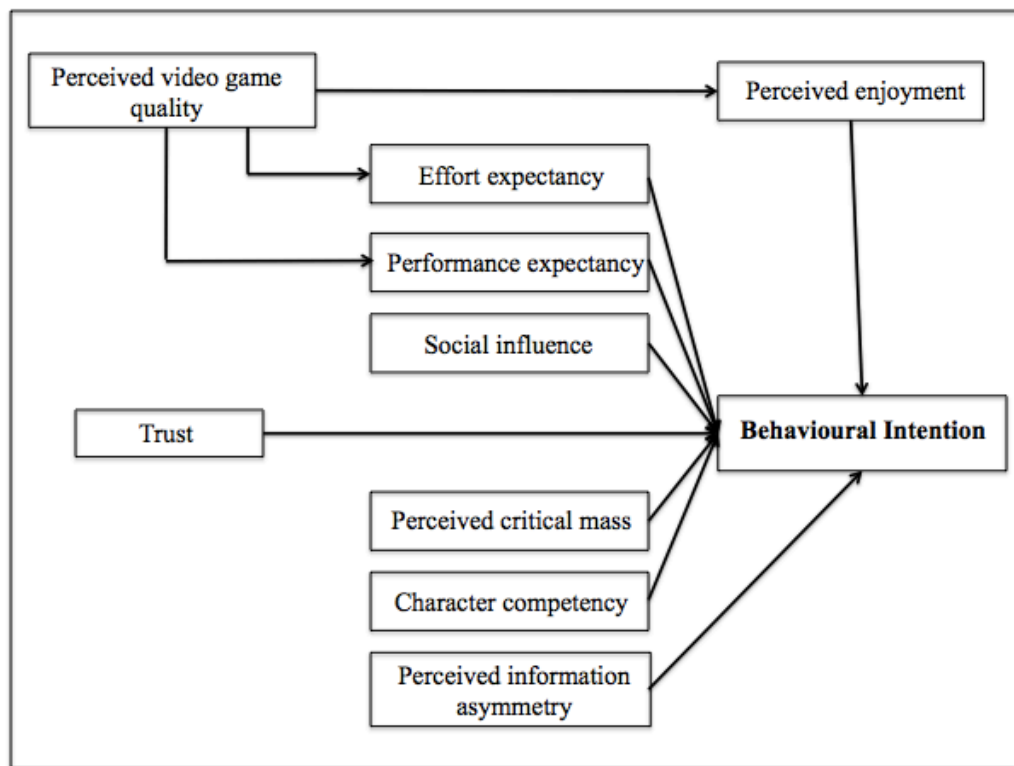 Perceived video game
quality
Perceived enjoyment
Effort expectancy
Performance expectancy
Social influence
Trust
Behavioural Intention
Perceived critical mass
Character competency
Perceived information
asymmetry